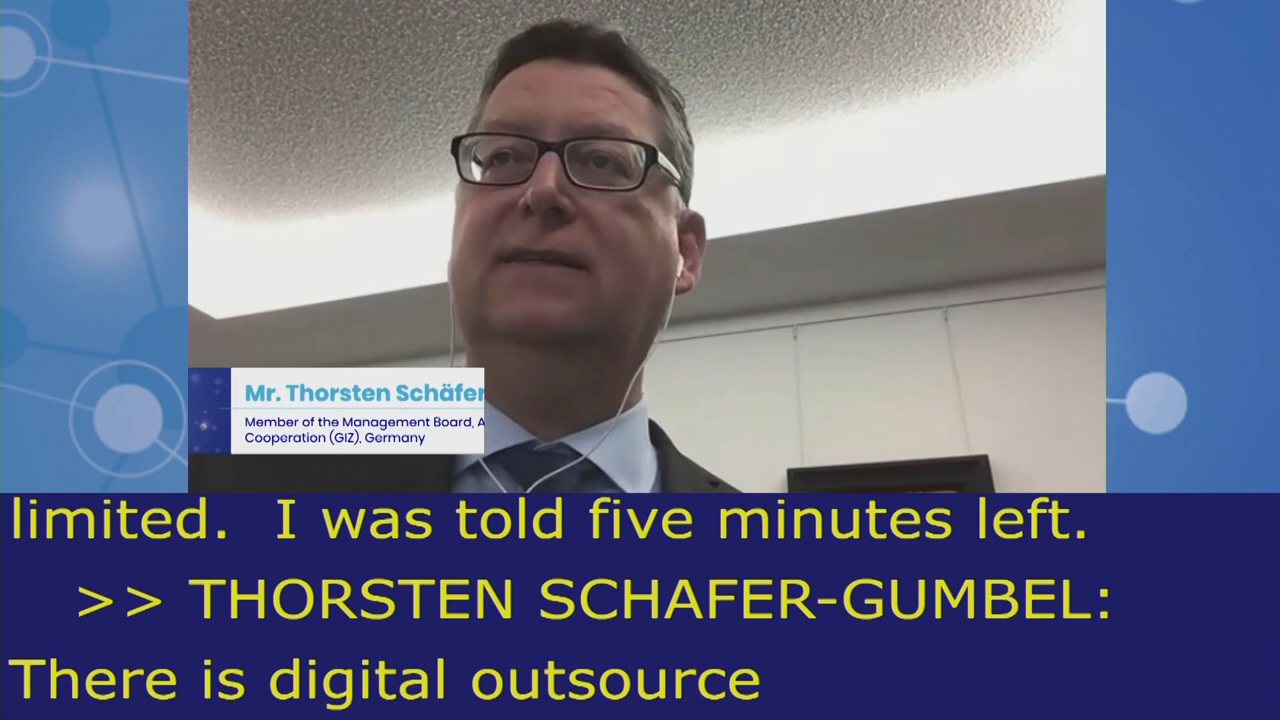 Mr. Thorsten Schäfer
Member of the Management Board, A
Cooperation (GIZ), Germany
limited. I was told five minutes left.
>> THORSTEN SCHAFER-GUMBEL:
There is digital outsource